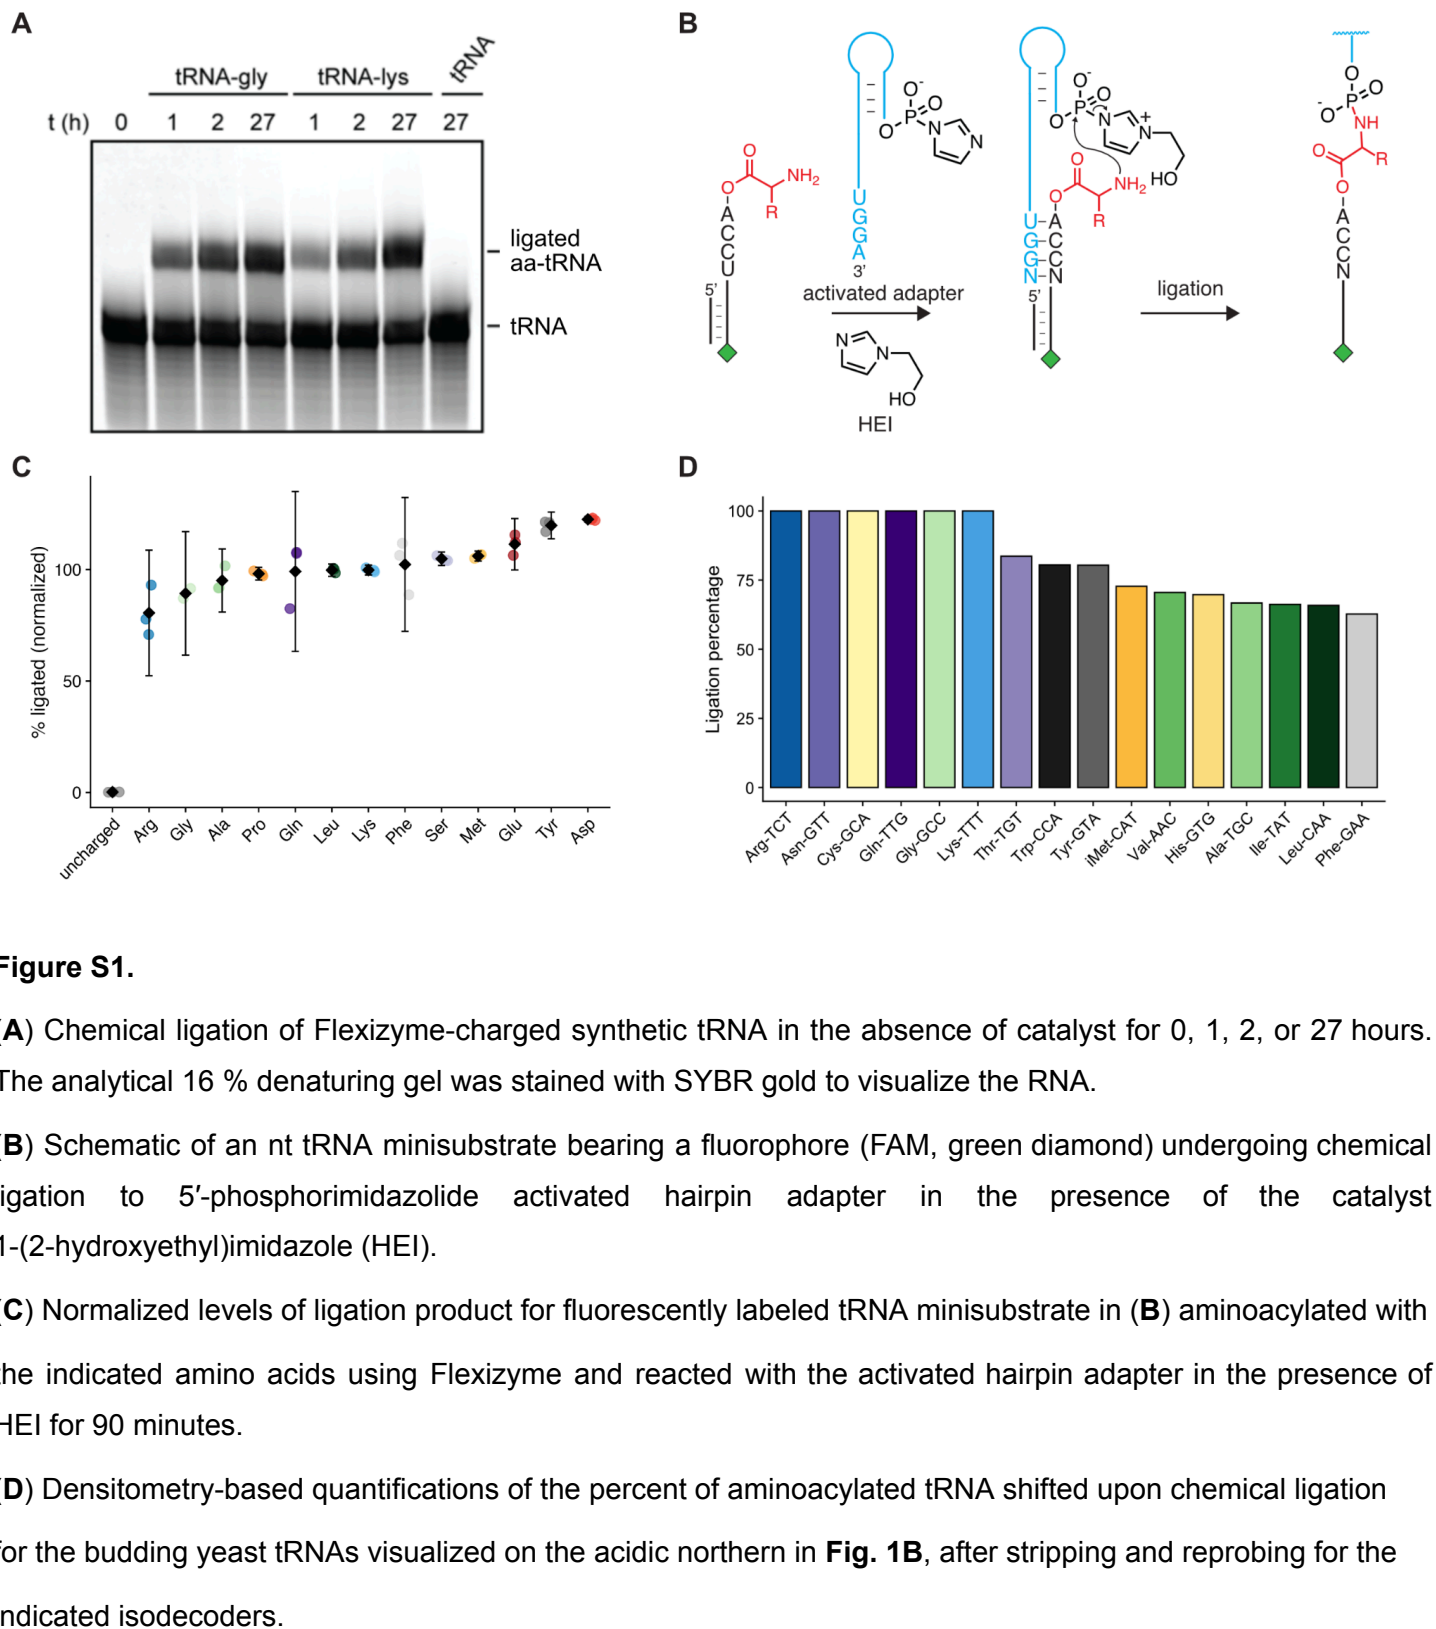 A
tRNA-gly
tRNA-lys
tRNA
t (h) 0 1 2 27 1 2 27 27
ligated
aa-tRNA
tRNA
B
O
O
NH2
R
A
C
C
U
5'
U
G
G
A
3'
O
O-
P
O
N
N
activated adapter
N
N
HO
HEI
O-
O
P
O
N
N
+
HO
O
O
NH2
R
U
G
G
N
A
C
C
N
5'
ligation
O
P
O
-O
NH
O
R
O
A
C
C
N
C
% ligated (normalized)
100
50
0
uncharged Arg Gly Ala Pro Gln Leu Lys Phe Ser Met Glu Tyr Asp
D
Ligation percentage
100
75
50
25
0
Arg-TCT Asn-GTT Cys-GCA Gln-TTG Gly-GCC Lys-TTT Thr-TGT Trp-CCA Tyr-GTA iMet-CAT Val-AAC His-GTG Ala-TGC Ile-TAT Leu-CAA Phe-GAA
Figure S1.
(A) Chemical ligation of Flexizyme-charged synthetic tRNA in the absence of catalyst for 0, 1, 2, or 27 hours.
The analytical 16 % denaturing gel was stained with SYBR gold to visualize the RNA.
(B) Schematic of an nt tRNA minisubstrate bearing a fluorophore (FAM, green diamond) undergoing chemical
ligation to 5′-phosphorimidazolide activated hairpin adapter in the presence of the catalyst
1-(2-hydroxyethyl)imidazole (HEI).
(C) Normalized levels of ligation product for fluorescently labeled tRNA minisubstrate in (B) aminoacylated with
the indicated amino acids using Flexizyme and reacted with the activated hairpin adapter in the presence of
HEI for 90 minutes.
(D) Densitometry-based quantifications of the percent of aminoacylated tRNA shifted upon chemical ligation
for the budding yeast tRNAs visualized on the acidic northern in Fig. 1B, after stripping and reprobing for the
indicated isodecoders.